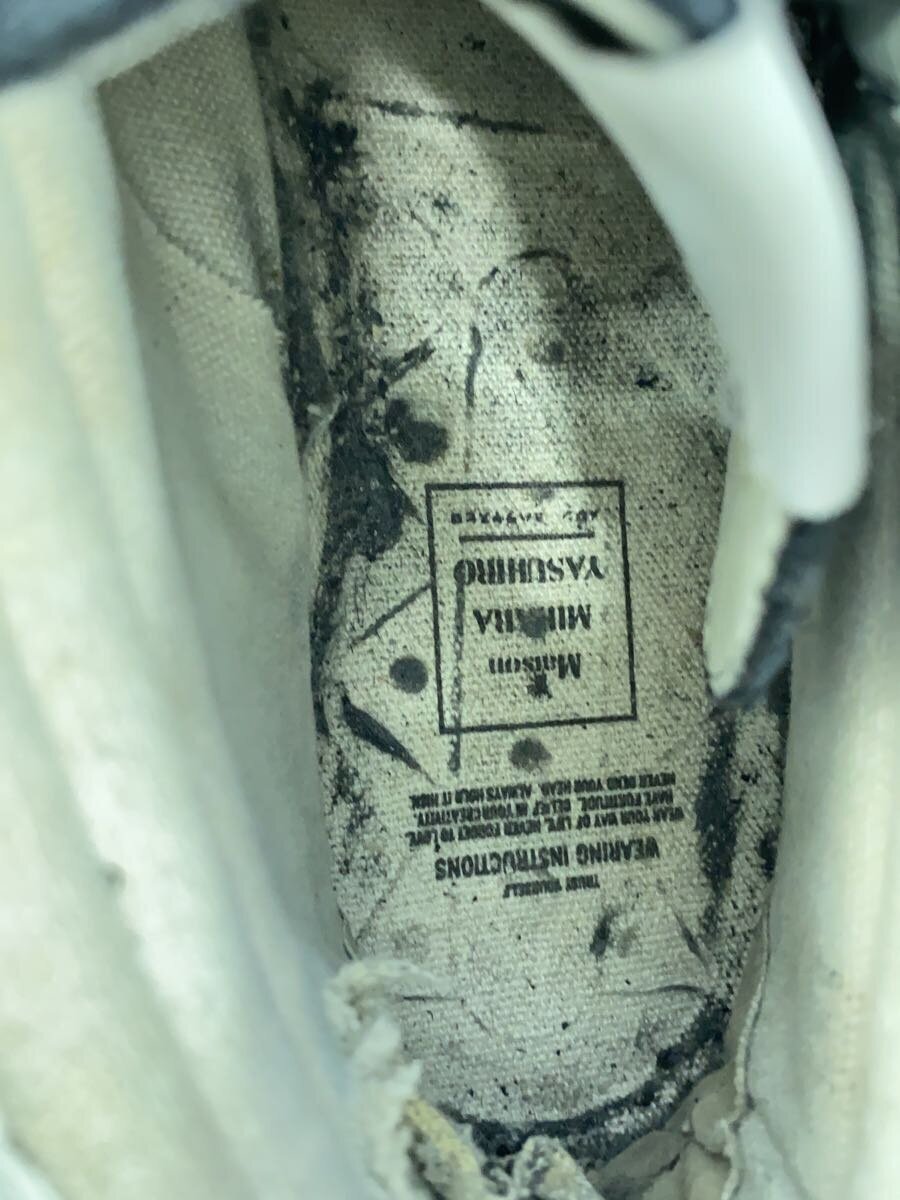 Maison
MIHARA
YASUHIRO
TRUST YOURSELF
WEARING INSTRUCTIONS
WEAR YOUR WAY OF LIFE, NEVER FORGET TO LOVE.
HAVE FORTITUDE. BELIEF IN YOUR CREATIVITY.
NEVER BEND YOUR HEAD. ALWAYS HOLD IT HIGH.